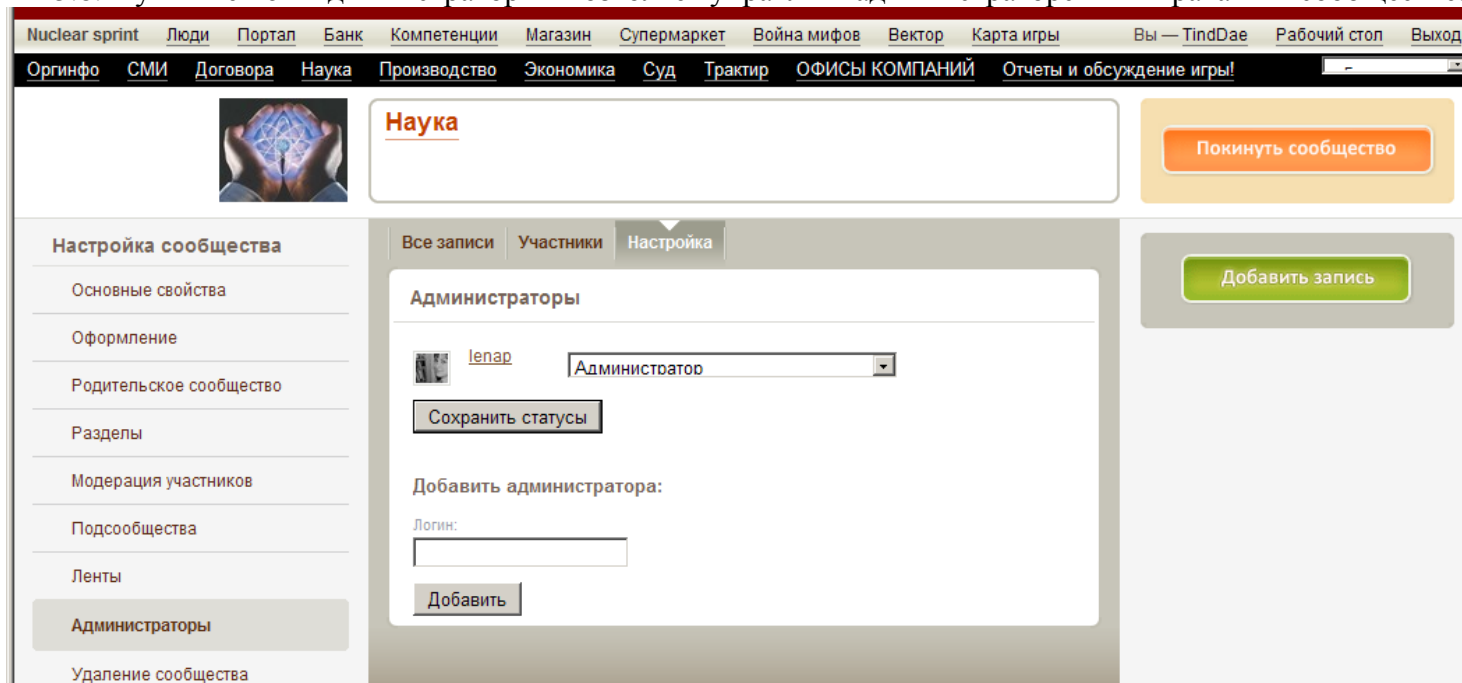 Nuclear sprint Люди Портал Банк Компетенции Магазин Супермаркет Война мифов Вектор Карта игры Вы — TindDae Рабочий стол Выход
Оргинфо СМИ Договора Наука Производство Экономика Суд Трактир ОФИСЫ КОМПАНИЙ Отчеты и обсуждение игры!
Наука
Покинуть сообщество
Настройка сообщества
Все записи Участники Настройка
Добавить запись
Основные свойства
Администраторы
Оформление
lenap Администратор
Родительское сообщество
Сохранить статусы
Разделы
Модерация участников
Добавить администратора:
Подсообщества
Логин:
Ленты
Добавить
Администраторы
Удаление сообщества